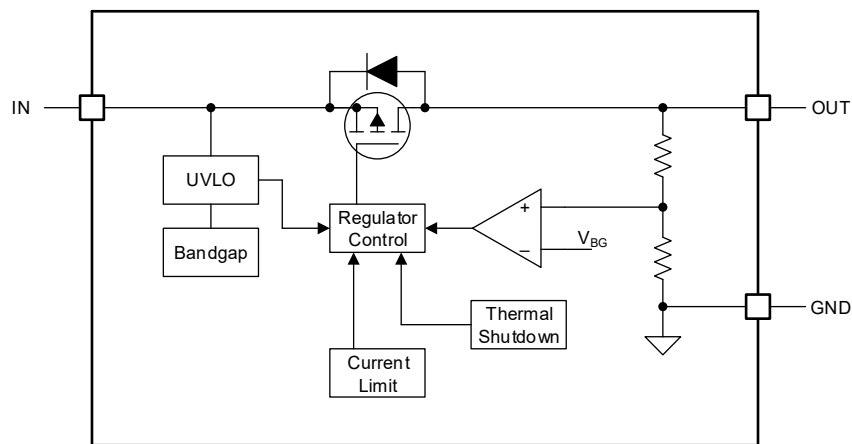 IN
OUT
UVLO
Regulator
Control
+
−
V_BG
Bandgap
Thermal
Shutdown
GND
Current
Limit